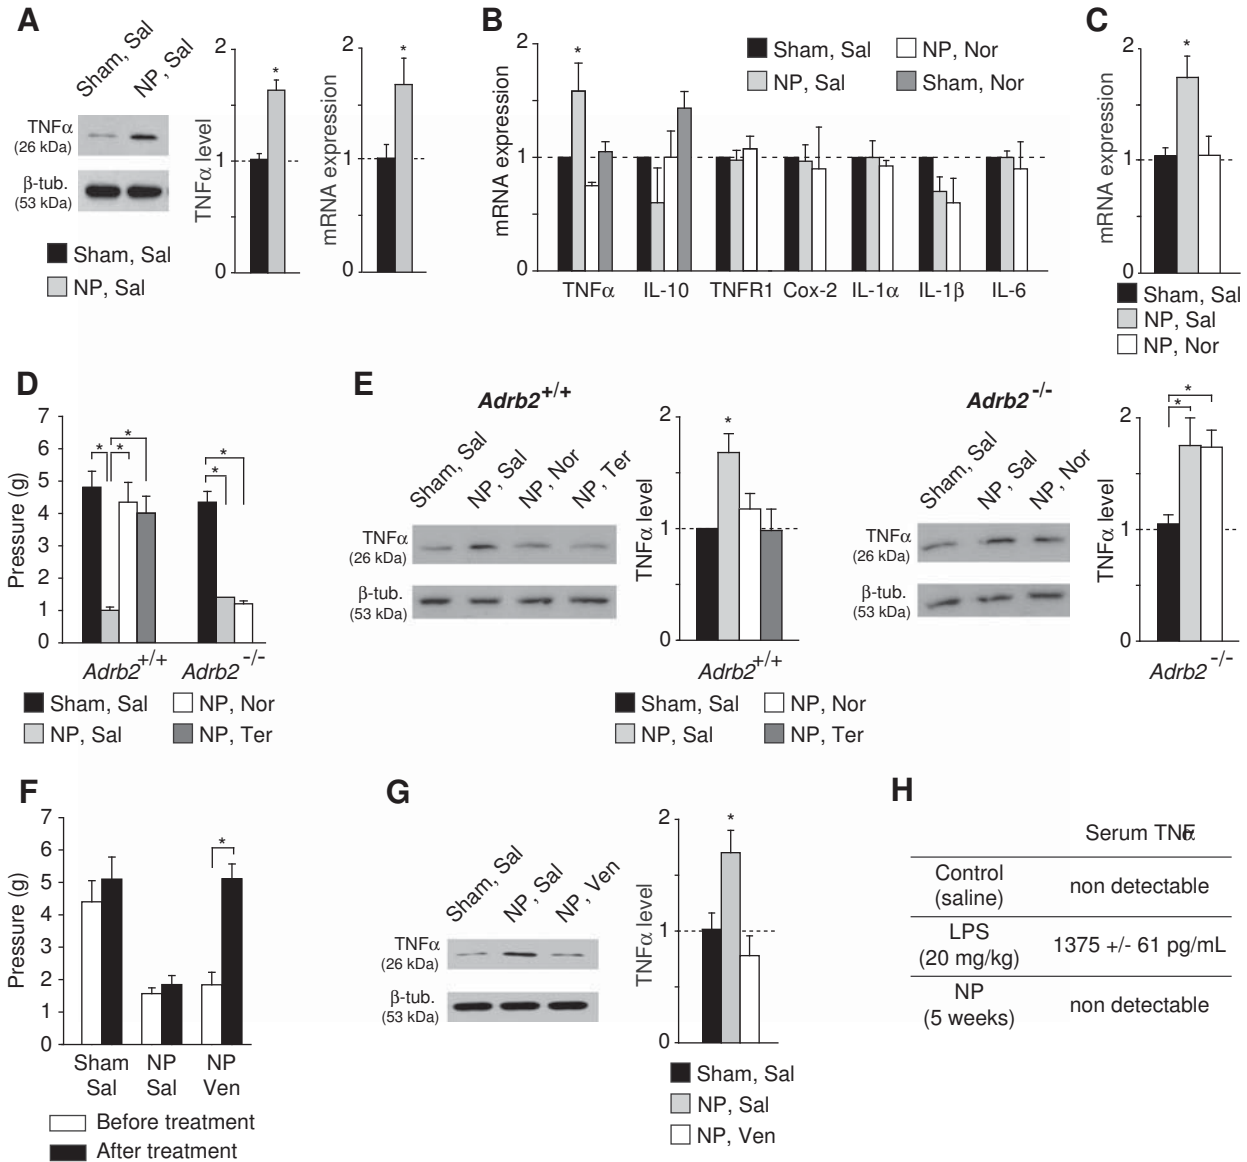 A
Sham, Sal
NP, Sal
TNFα
(26 kDa)
β-tub.
(53 kDa)
Sham, Sal
NP, Sal
TNFα level
2
1
0
*
mRNA expression
2
1
0
*
B
mRNA expression
2
1
0
*
Sham, Sal
NP, Sal
NP, Nor
Sham, Nor
TNFα IL-10 TNFR1 Cox-2 IL-1α IL-1β IL-6
C
mRNA expression
2
1
0
*
Sham, Sal
NP, Sal
NP, Nor
D
Pressure (g)
7
6
5
4
3
2
1
0
* * *
* *
Adrb2+/+ Adrb2-/-
Sham, Sal
NP, Sal
NP, Nor
NP, Ter
E
Adrb2+/+
Sham, Sal
NP, Sal
NP, Nor
NP, Ter
TNFα
(26 kDa)
β-tub.
(53 kDa)
TNFα level
2
1
0
*
Adrb2+/+
Sham, Sal
NP, Sal
NP, Nor
NP, Ter
Adrb2-/-
Sham, Sal
NP, Sal
NP, Nor
TNFα
(26 kDa)
β-tub.
(53 kDa)
TNFα level
2
1
0
*
*
Adrb2-/-
F
Pressure (g)
7
6
5
4
3
2
1
0
*
Sham NP NP
Sal Sal Ven
Before treatment
After treatment
G
Sham, Sal
NP, Sal
NP, Ven
TNFα
(26 kDa)
β-tub.
(53 kDa)
TNFα level
2
1
0
*
Sham, Sal
NP, Sal
NP, Ven
H
Serum TNFα
Control
(saline)
non detectable
LPS
(20 mg/kg)
1375 +/- 61 pg/mL
NP
(5 weeks)
non detectable